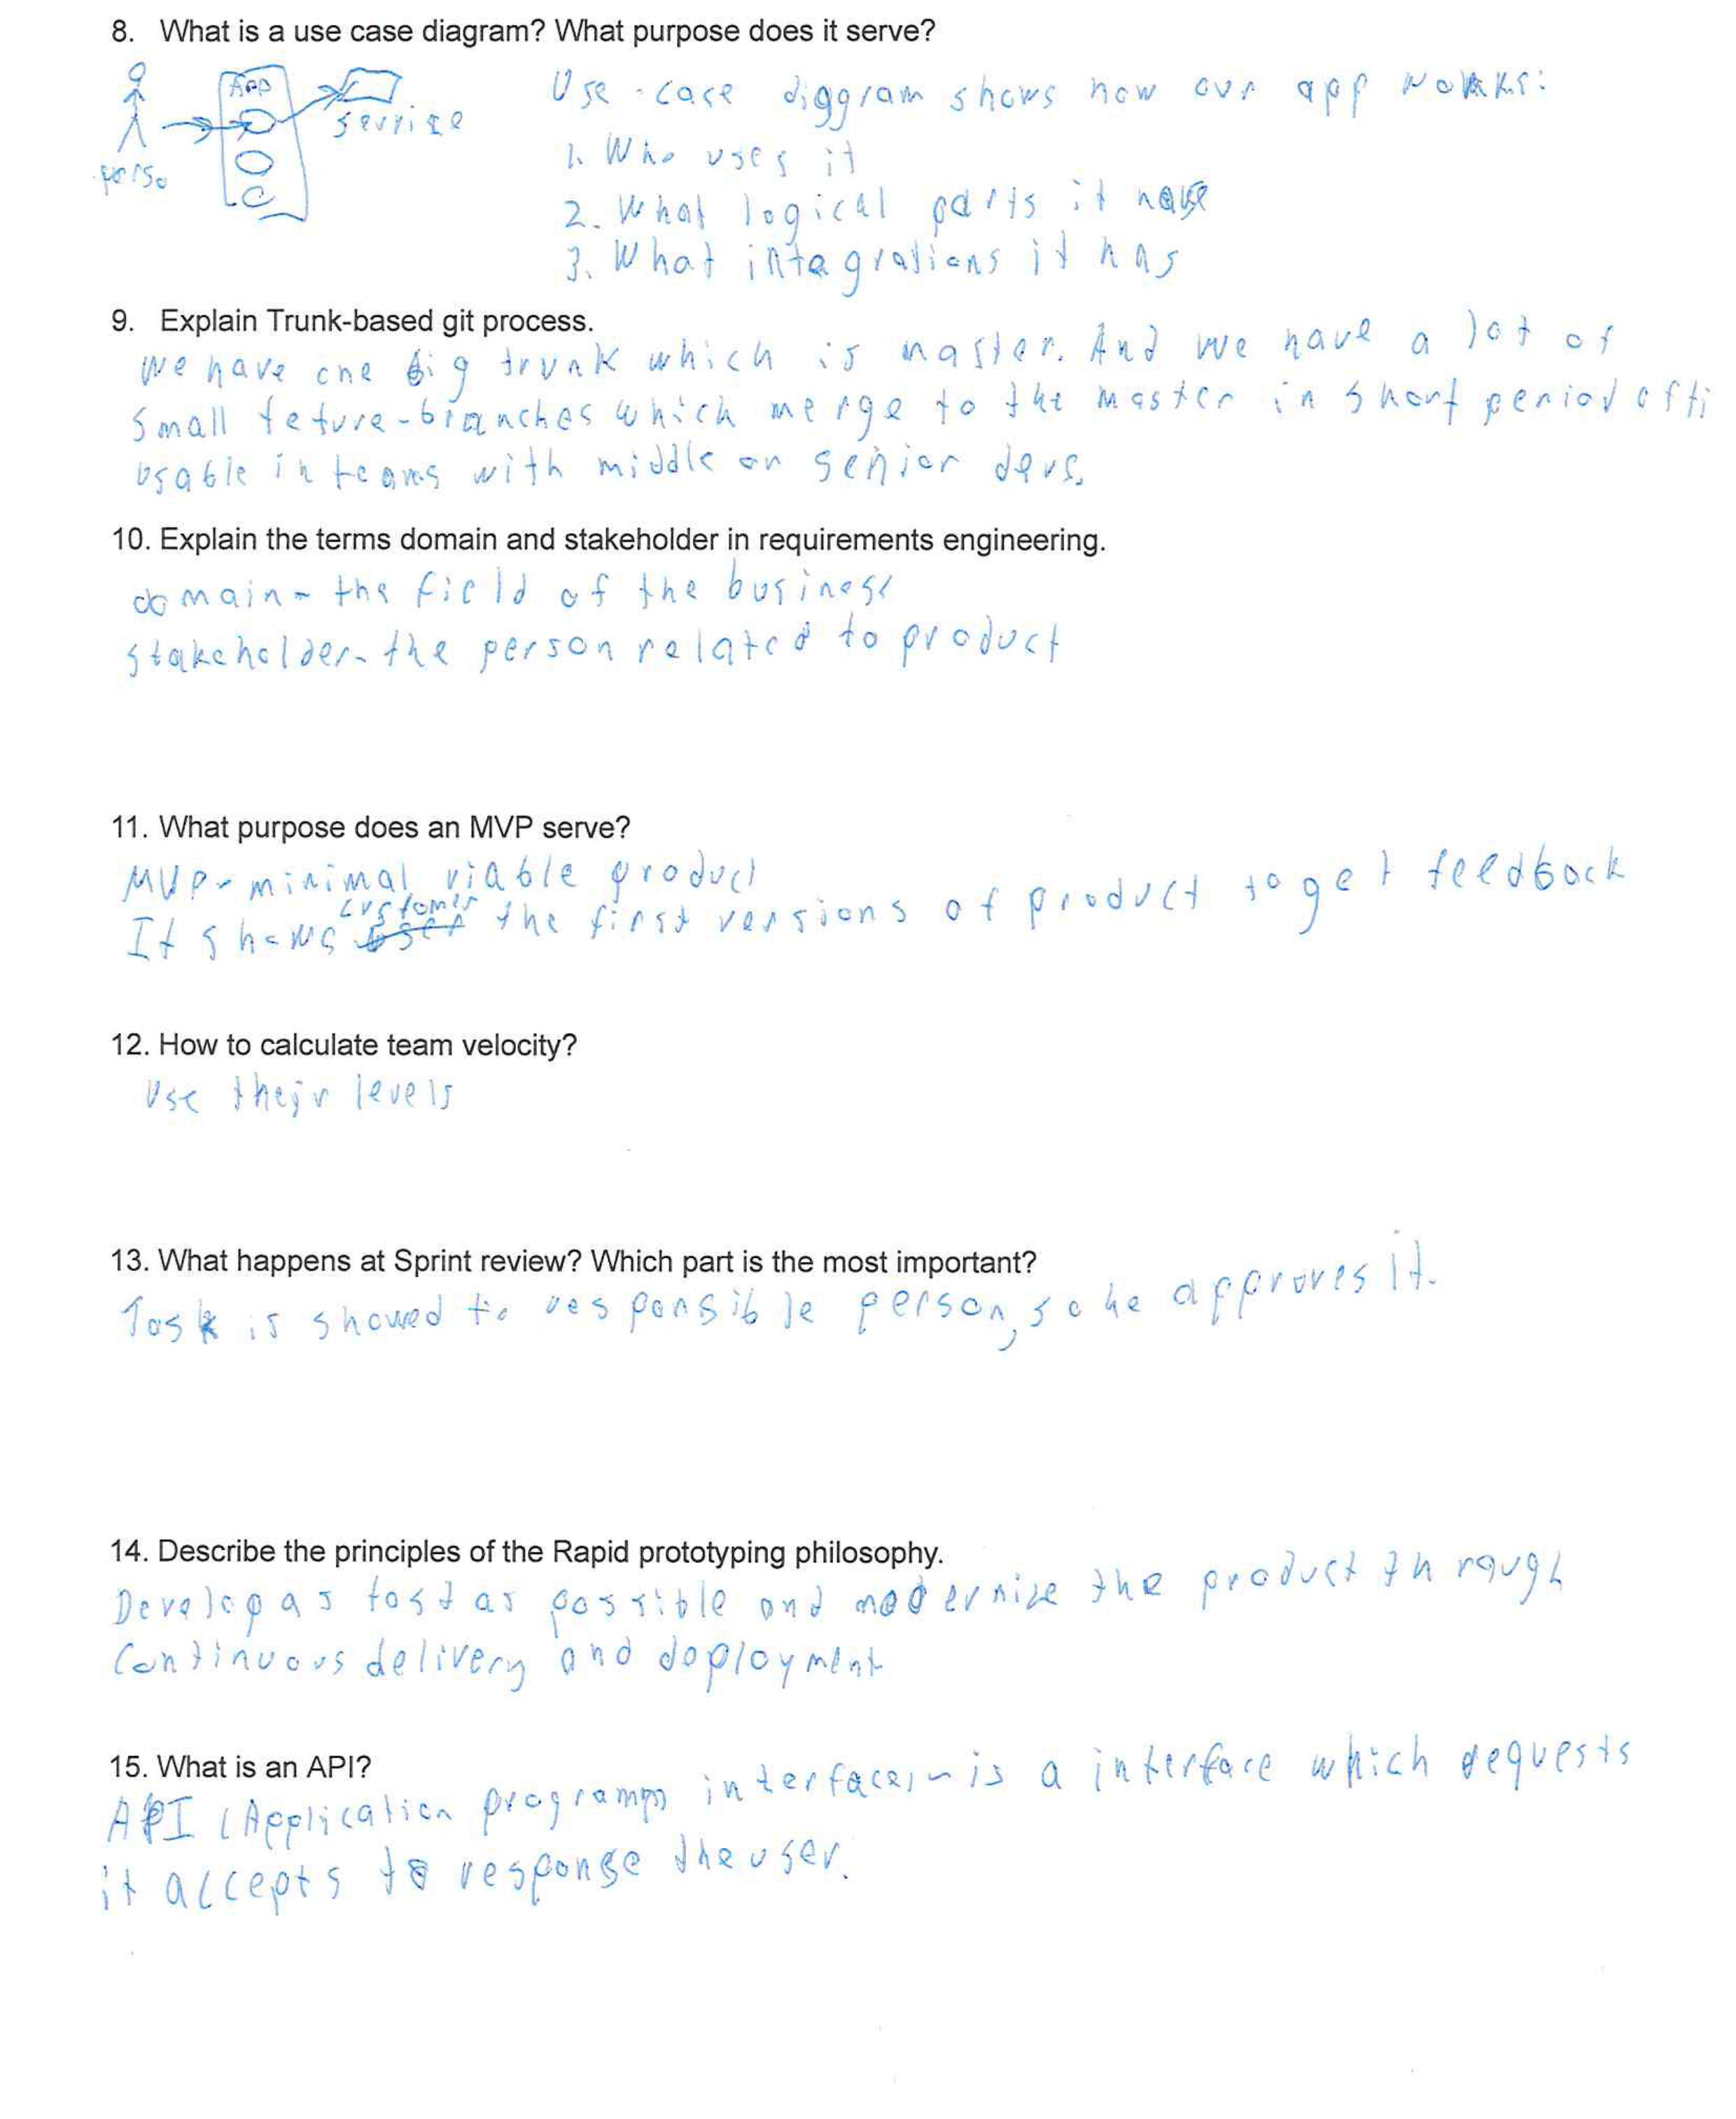 8. What is a use case diagram? What purpose does it serve?
App
service
perso
Use-case diggram shows how our app works:
1. Who uses it
2. What logical parts it have
3. What integrations it has
9. Explain Trunk-based git process.
We have one big trunk which is master. And we have a lot of
small feture-branches which merge to the master in short period of ti
usable in teams with middle or senior devs.
10. Explain the terms domain and stakeholder in requirements engineering.
domain - the field of the business
stakeholder - the person related to product
11. What purpose does an MVP serve?
MVP - minimal viable product
customer
It shows user the first versions of product to get feedback
12. How to calculate team velocity?
Use their levels
13. What happens at Sprint review? Which part is the most important?
Task is showed to responsible person, so he approves it.
14. Describe the principles of the Rapid prototyping philosophy.
Develop as fast as possible and modernize the product through
continuous delivery and deployment
15. What is an API?
API (Application programm interface) - is a interface which requests
it accepts to response the user.